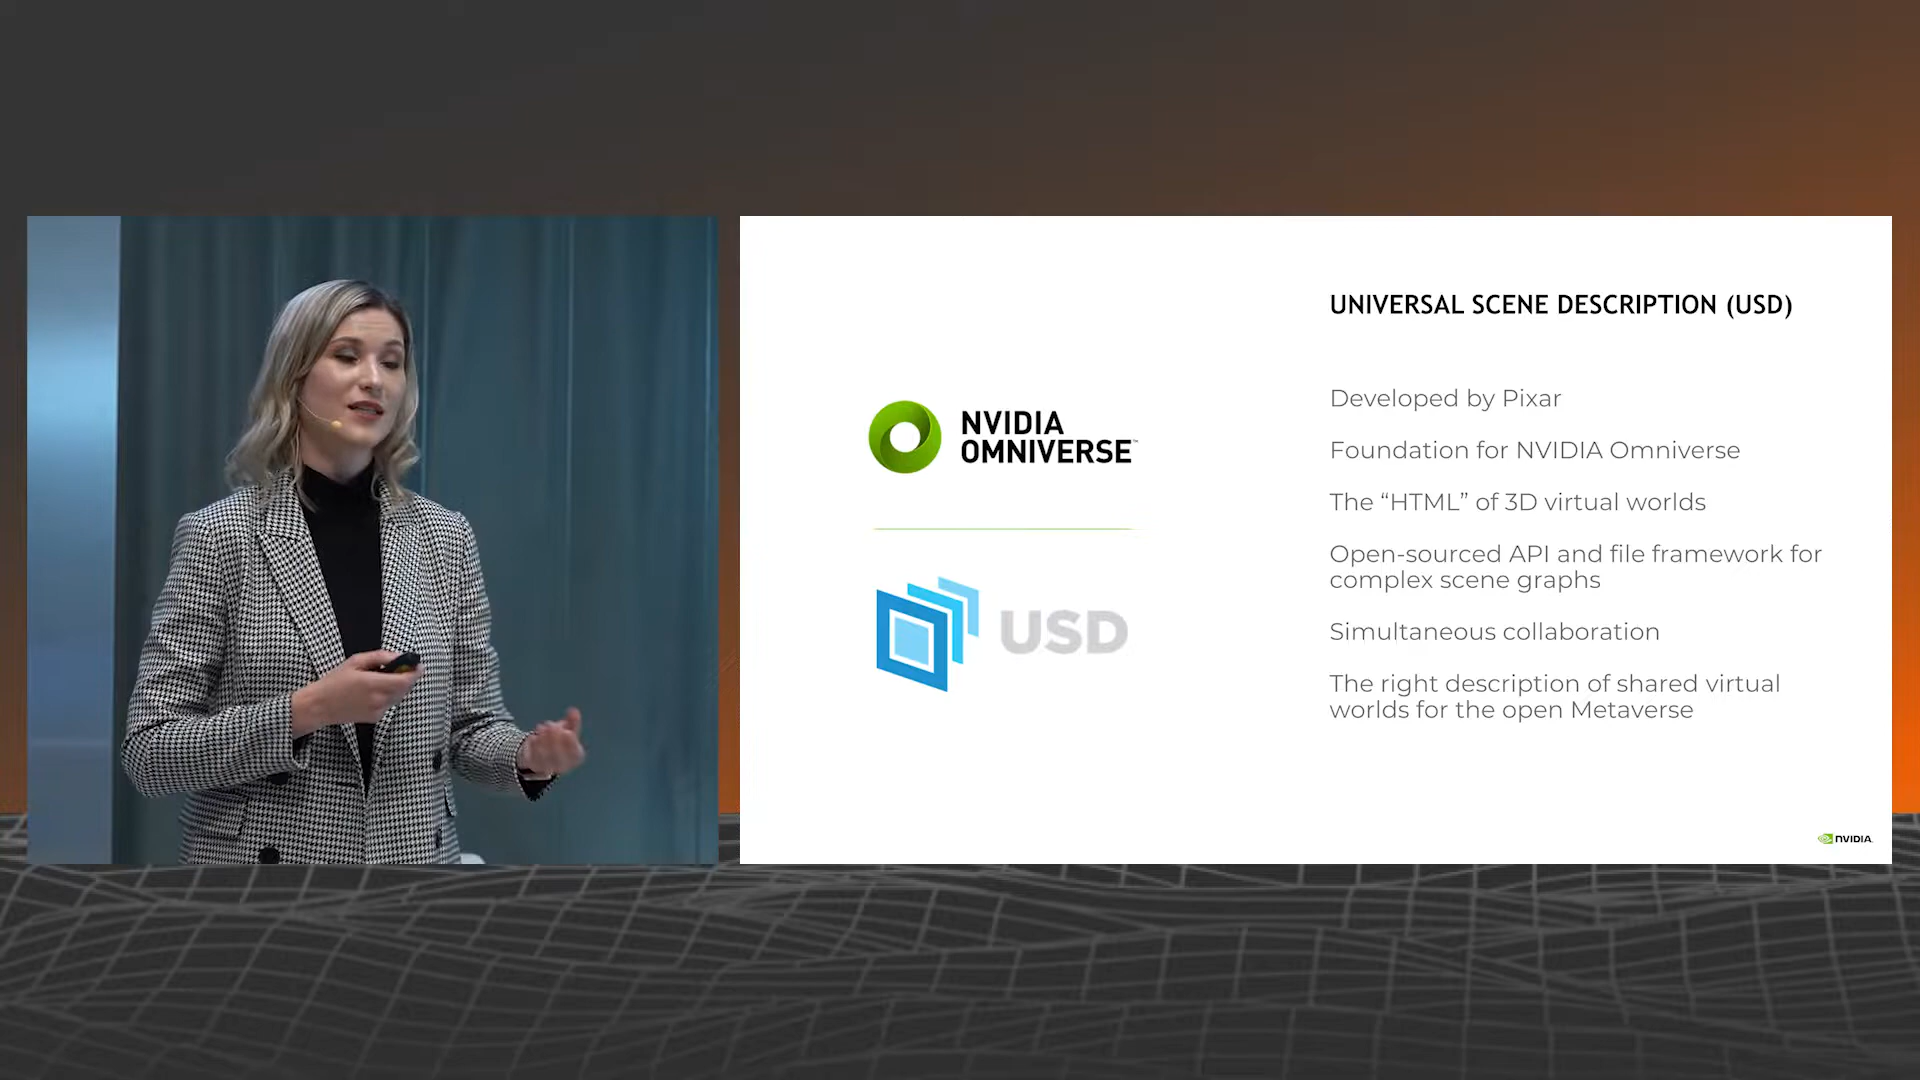 UNIVERSAL SCENE DESCRIPTION (USD)
NVIDIA
OMNIVERSE™
USD
Developed by Pixar
Foundation for NVIDIA Omniverse
The “HTML” of 3D virtual worlds
Open-sourced API and file framework for
complex scene graphs
Simultaneous collaboration
The right description of shared virtual
worlds for the open Metaverse
NVIDIA.